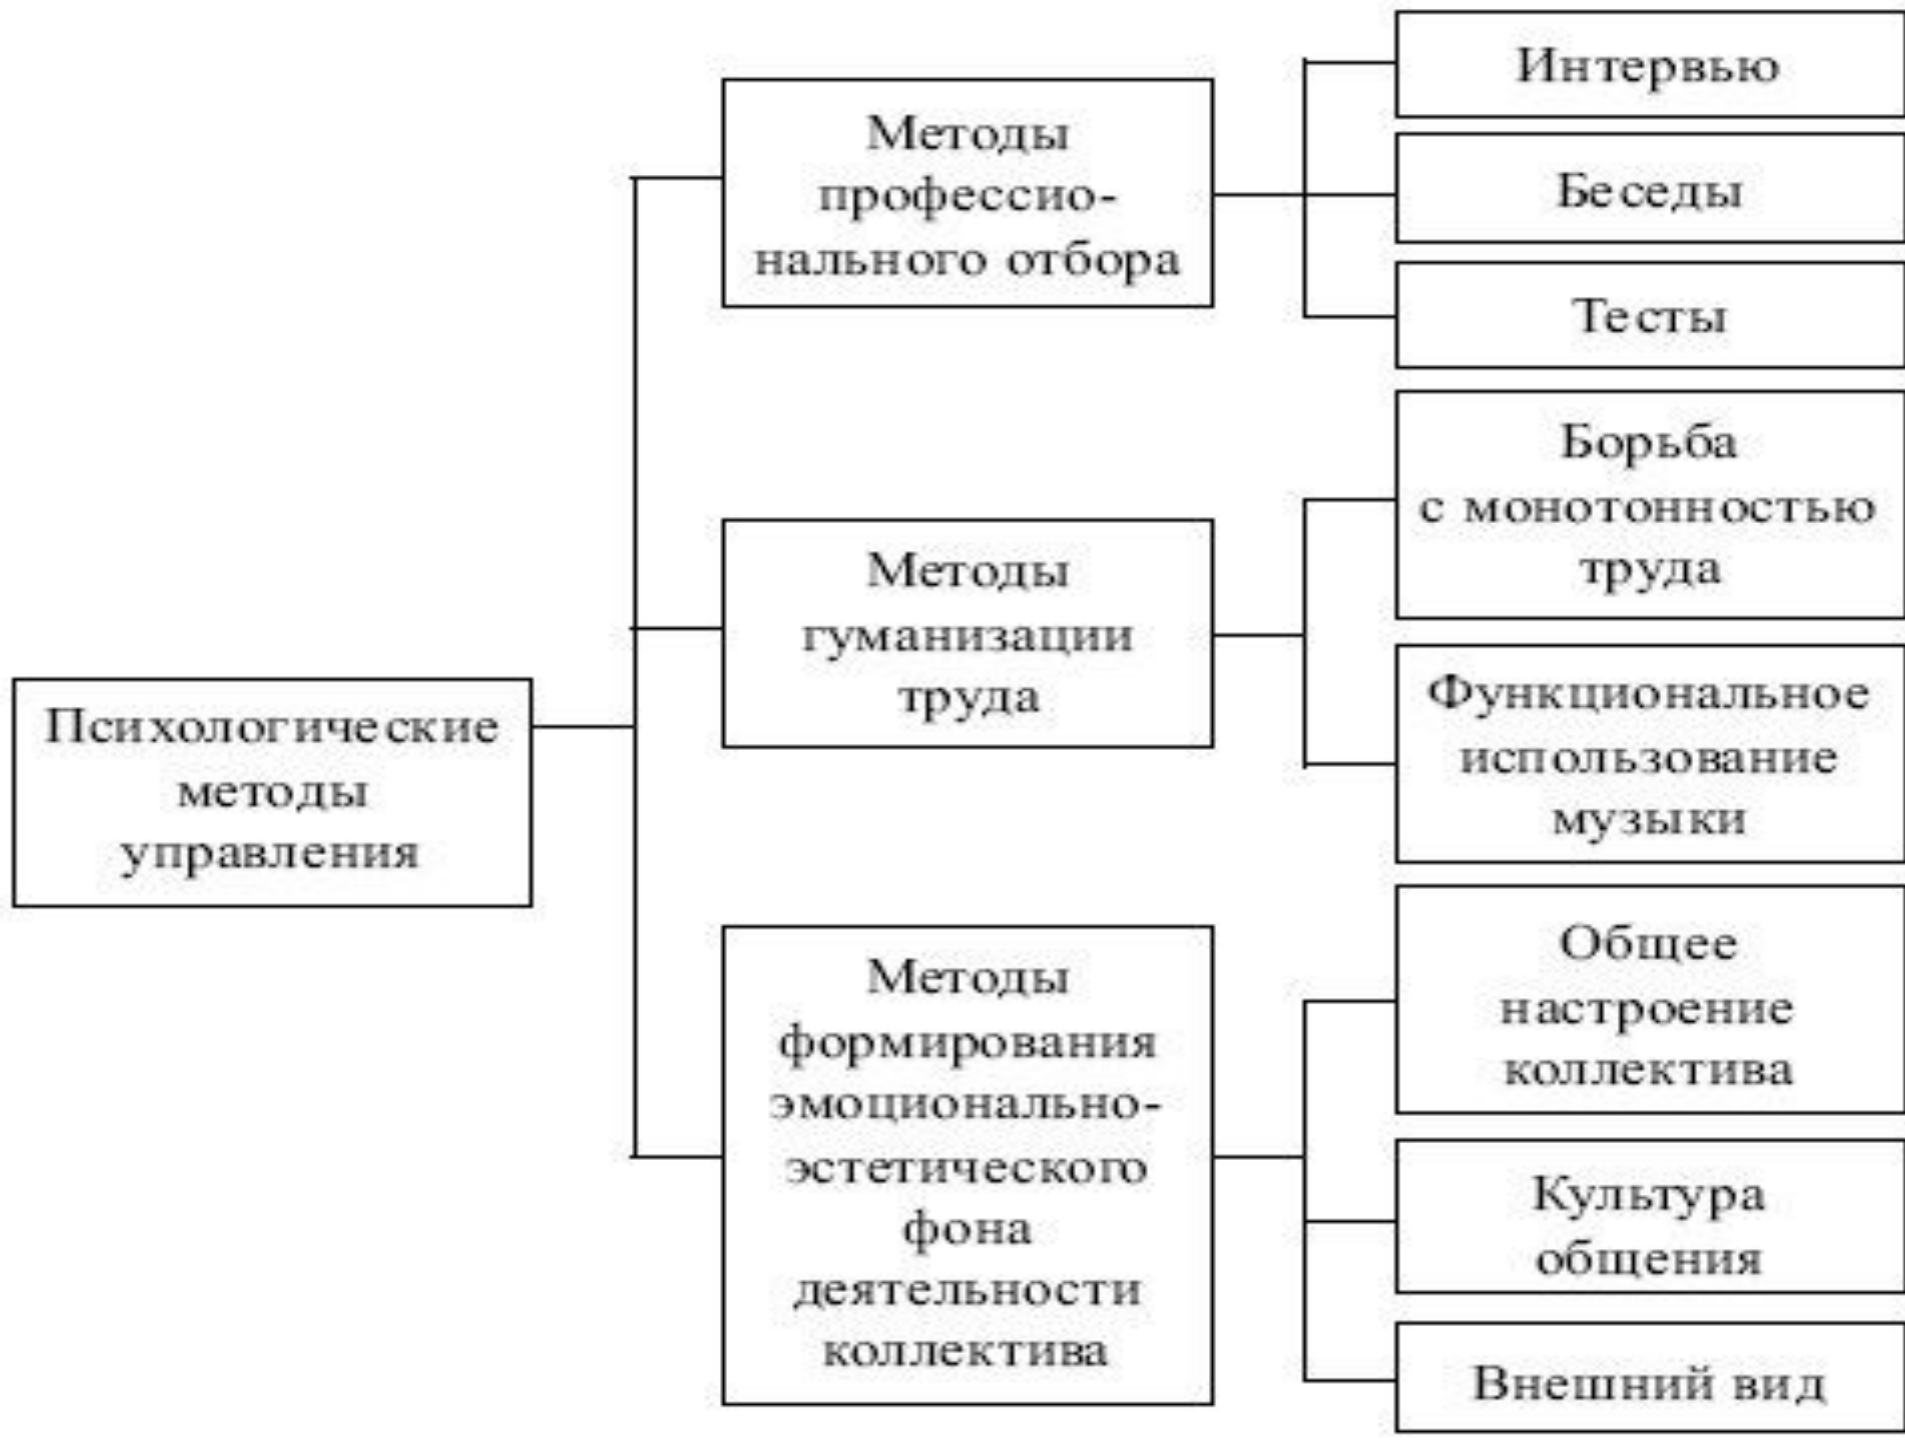 Психологические
методы
управления
Методы
профессио-
нального отбора
Интервью
Беседы
Тесты
Методы
гуманизации
труда
Борьба
с монотонностью
труда
Функциональное
использование
музыки
Методы
формирования
эмоционально-
эстетического
фона
деятельности
коллектива
Общее
настроение
коллектива
Культура
общения
Внешний вид